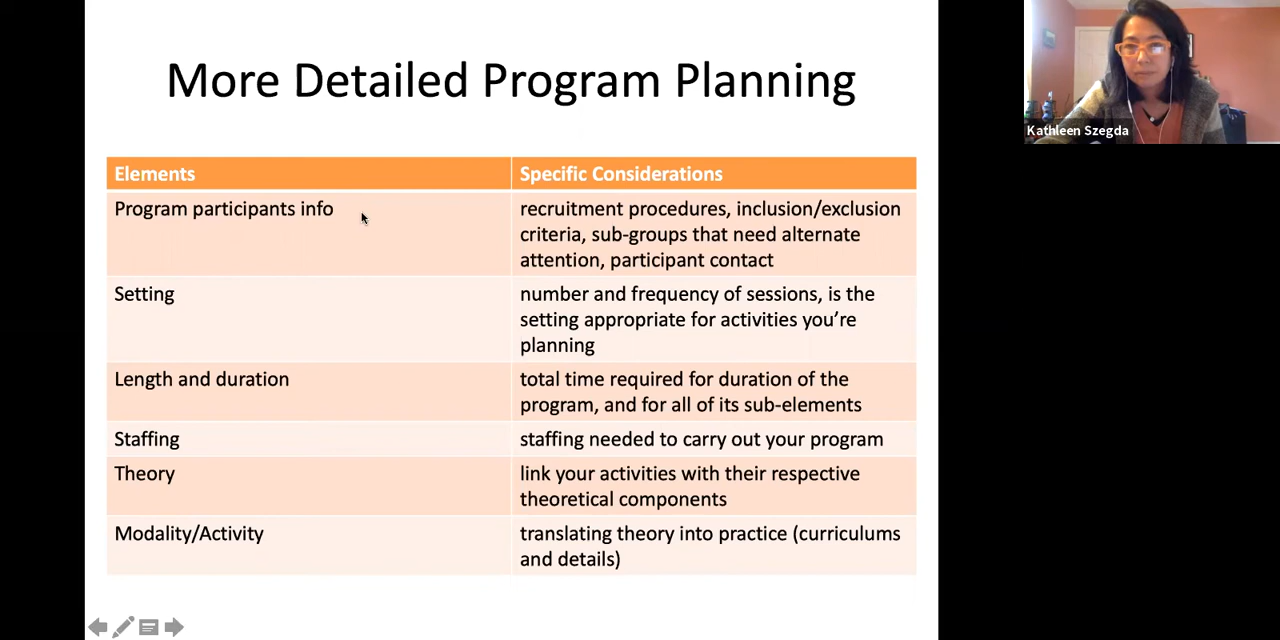 More Detailed Program Planning
Kathleen Szegda
Elements
Specific Considerations
Program participants info
recruitment procedures, inclusion/exclusion
criteria, sub-groups that need alternate
attention, participant contact
Setting
number and frequency of sessions, is the
setting appropriate for activities you’re
planning
Length and duration
total time required for duration of the
program, and for all of its sub-elements
Staffing
staffing needed to carry out your program
Theory
link your activities with their respective
theoretical components
Modality/Activity
translating theory into practice (curriculums
and details)